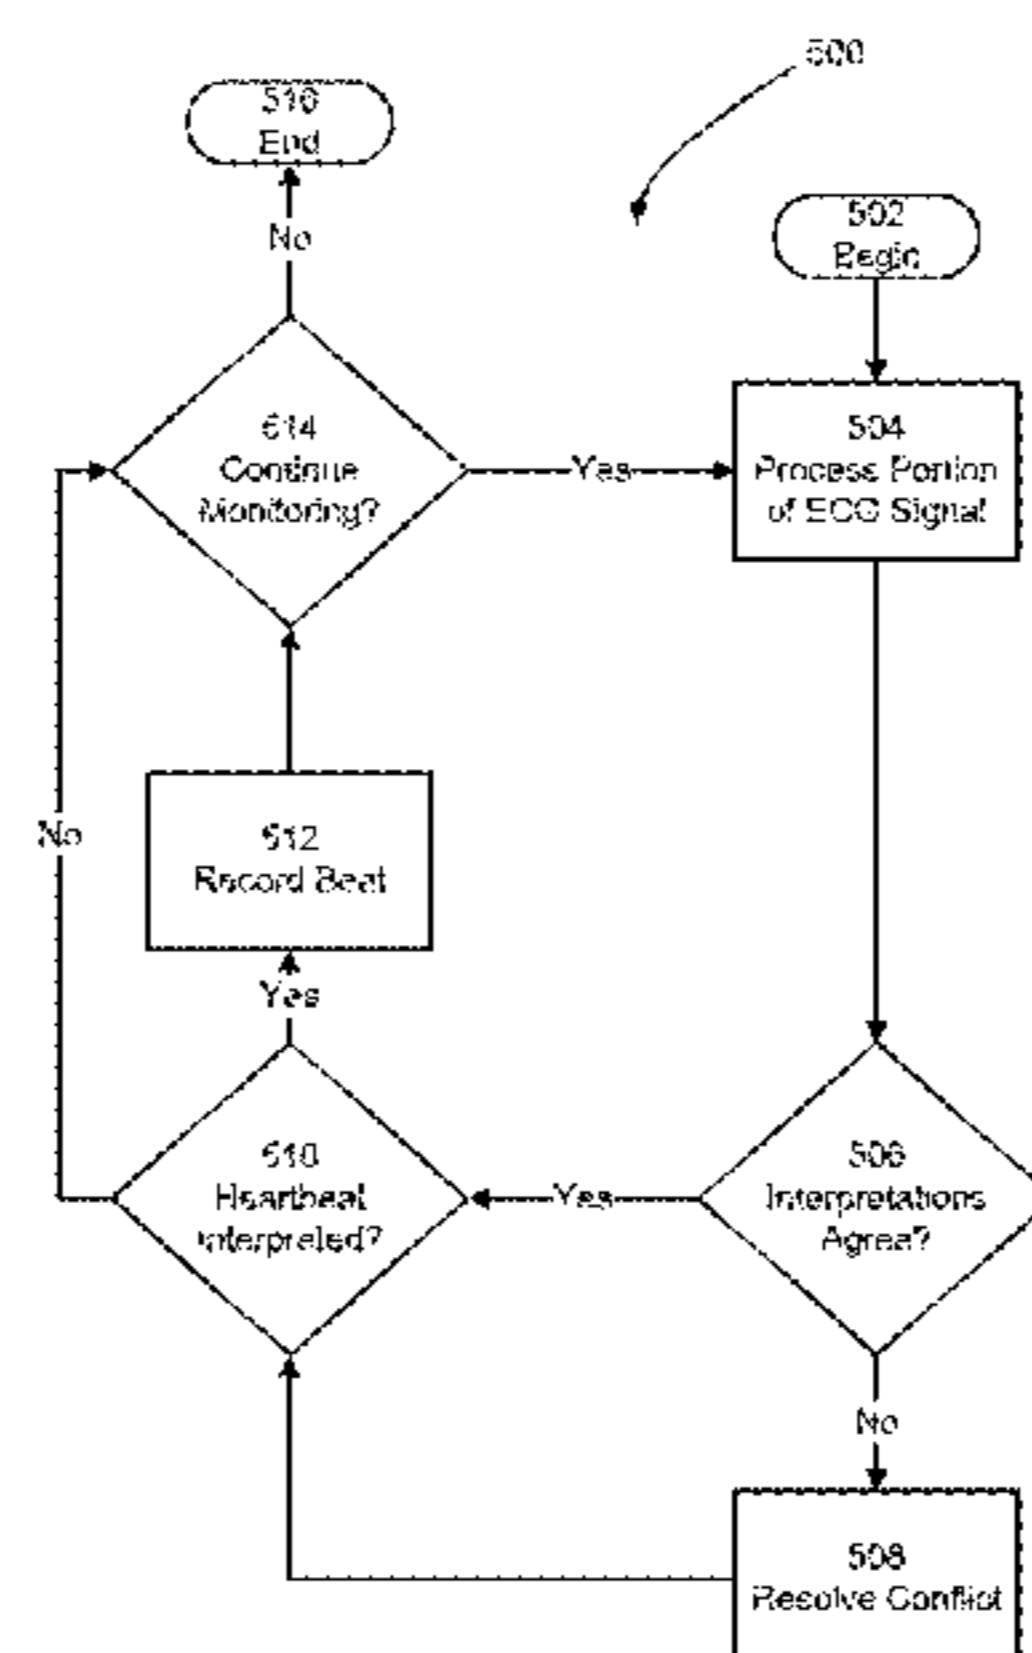 500
516
End
No
502
Begin
514
Continue
Monitoring?
Yes
504
Process Portion
of ECG Signal
No
512
Record Beat
Yes
510
Heartbeat
Interpreted?
Yes
506
Interpretations
Agree?
No
508
Resolve Conflict